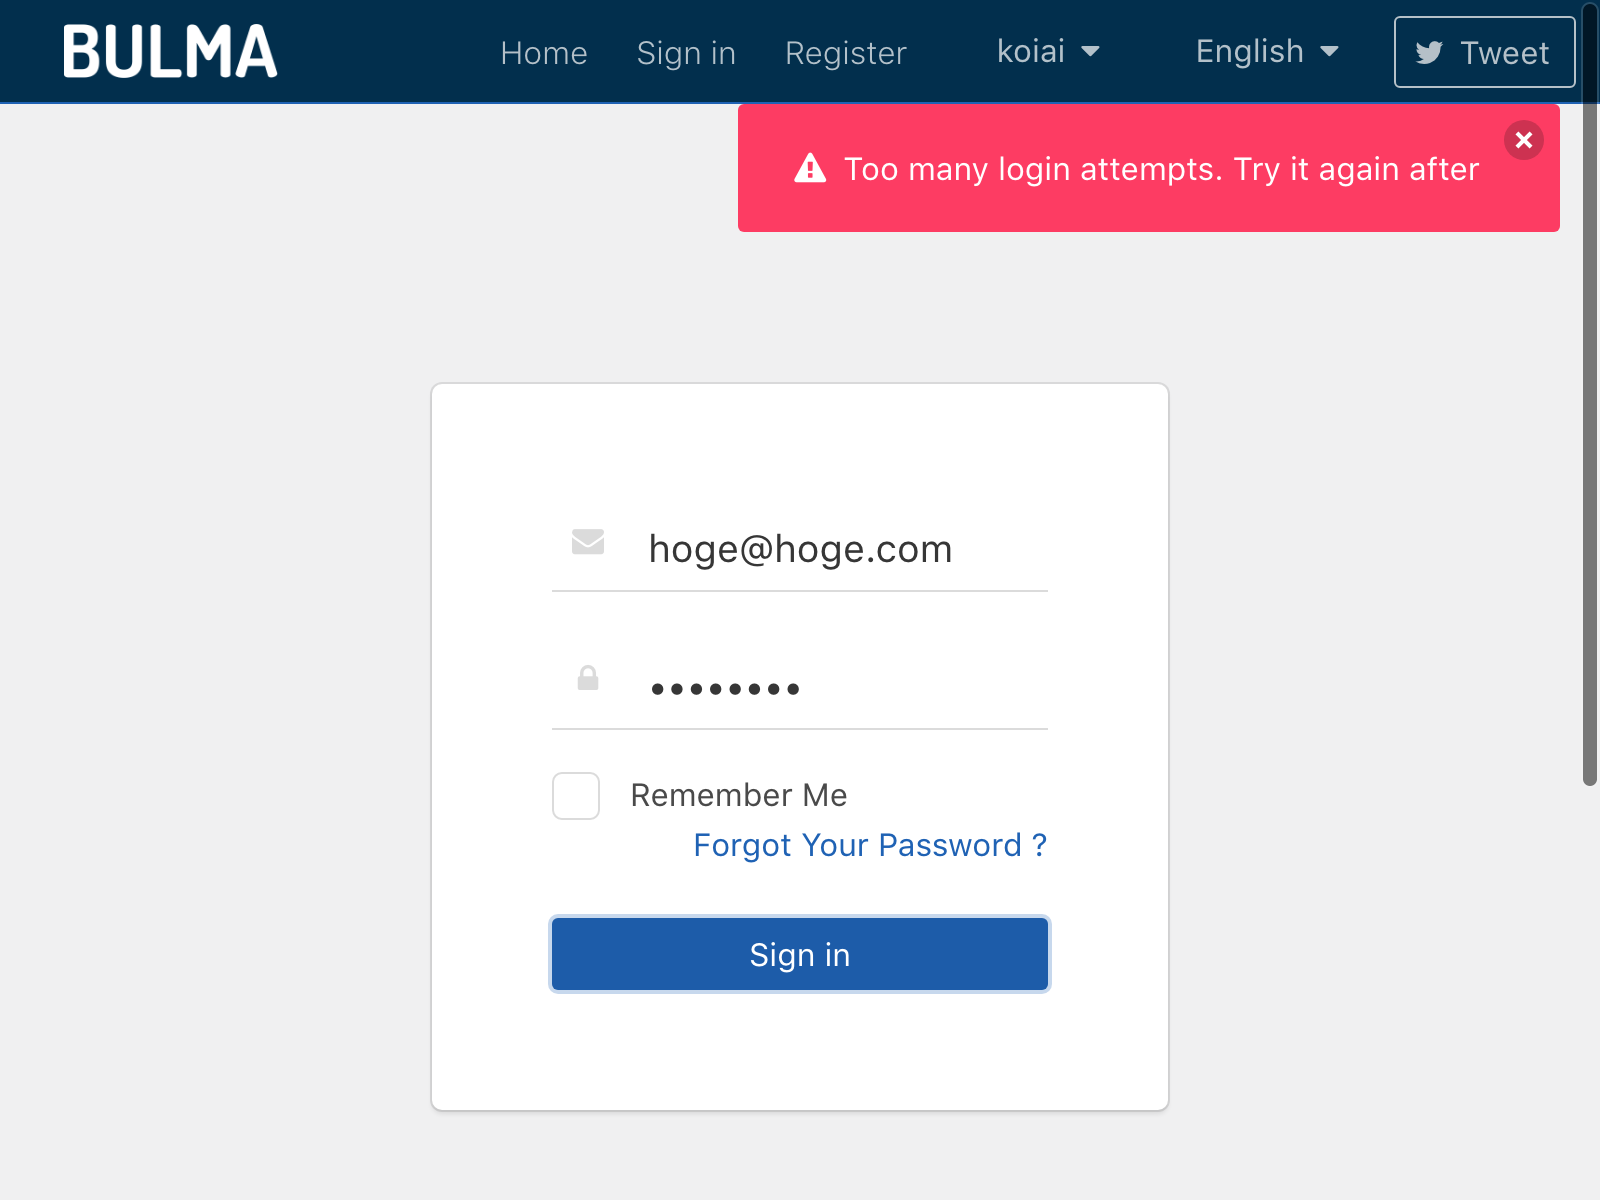 BULMA
Home
Sign in
Register
koiai
English
Tweet
Too many login attempts. Try it again after
hoge@hoge.com
••••••••
Remember Me
Forgot Your Password ?
Sign in